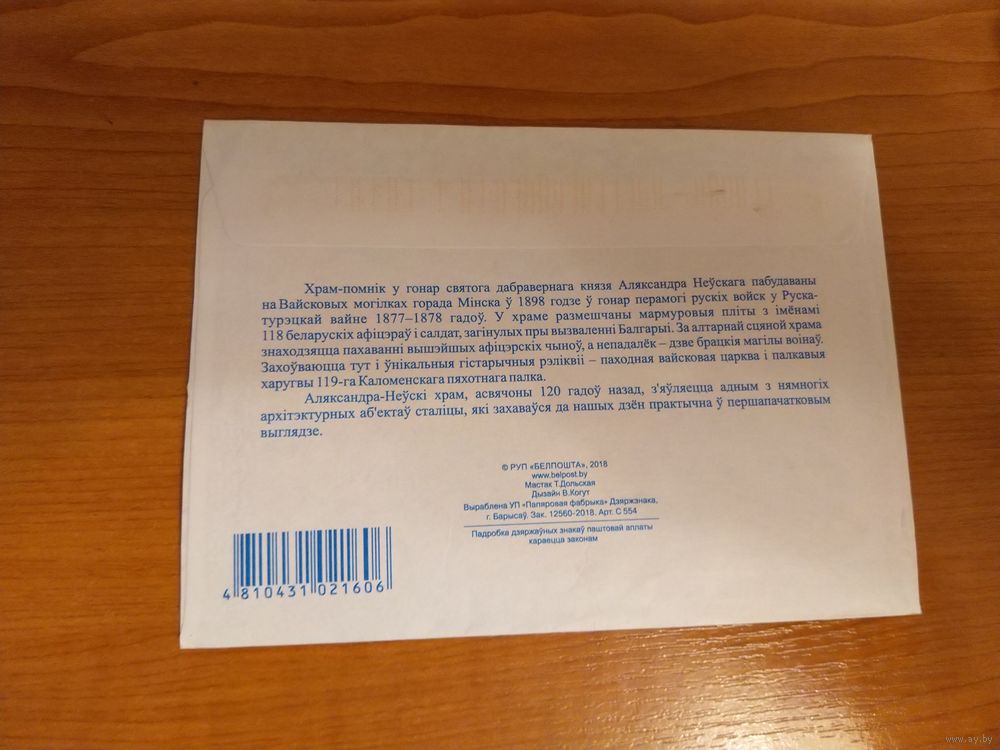 Храм-помнік у гонар святога дабравернага князя Аляксандра Неўскага пабудаваны
на Вайсковых могілках горада Мінска ў 1898 годзе ў гонар перамогі рускіх войск у Руска-
турэцкай вайне 1877–1878 гадоў. У храме размешчаны мармуровыя пліты з імёнамі
118 беларускіх афіцэраў і салдат, загінулых пры вызваленні Балгарыі. За алтарнай сцяной храма
знаходзяцца пахаванні вышэйшых афіцэрскіх чыноў, а непадалёк – дзве брацкія магілы воінаў.
Захоўваюцца тут і ўнікальныя гістарычныя рэліквіі – паходная вайсковая царква і палкавыя
харугвы 119-га Каломенскага пяхотнага палка.
Аляксандра-Неўскі храм, асвячоны 120 гадоў назад, з'яўляецца адным з нямногіх
архітэктурных аб'ектаў сталіцы, які захаваўся да нашых дзён практычна ў першапачатковым
выглядзе.
© РУП «БЕЛПОШТА», 2018
www.belpost.by
Мастак Т.Дольская
Дызайн В.Когут
Выраблена УП «Папяровая фабрыка» Дзяржзнака,
г. Барысаў. Зак. 12560-2018. Арт. С 554
Падробка дзяржаўных знакаў паштовай аплаты
караецца законам
4 810431 021606
www.ay.by